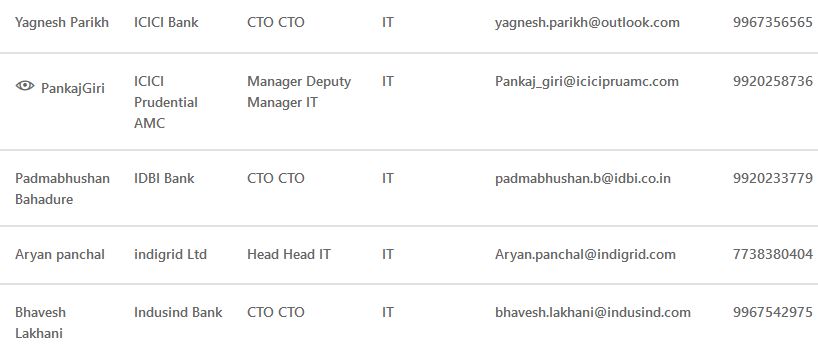 Yagnesh Parikh ICICI Bank CTO CTO IT yagnesh.parikh@outlook.com 9967356565
PankajGiri ICICI Prudential AMC Manager Deputy Manager IT IT Pankaj_giri@icicipruamc.com 9920258736
Padmabhushan Bahadure IDBI Bank CTO CTO IT padmabhushan.b@idbi.co.in 9920233779
Aryan panchal indigrid Ltd Head Head IT IT Aryan.panchal@indigrid.com 7738380404
Bhavesh Lakhani Indusind Bank CTO CTO IT bhavesh.lakhani@indusind.com 9967542975